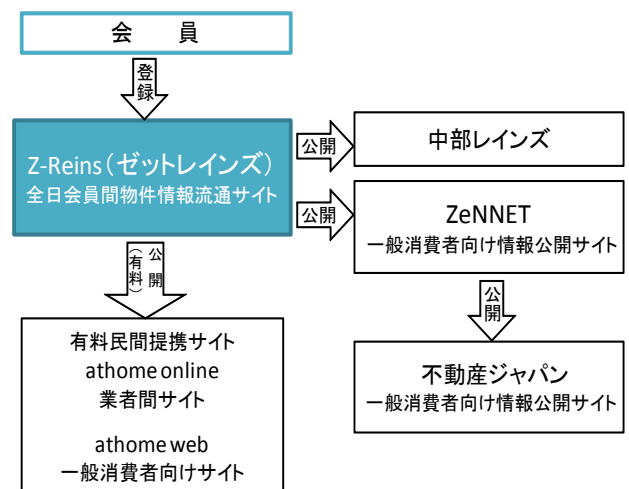 会　員
登録
Z-Reins（ゼットレインズ）
全日会員間物件情報流通サイト
公開
中部レインズ
公開
ZeNNET
一般消費者向け情報公開サイト
公開
（有料）
公開
有料民間提携サイト
athome online
業者間サイト
athome web
一般消費者向けサイト
不動産ジャパン
一般消費者向け情報公開サイト